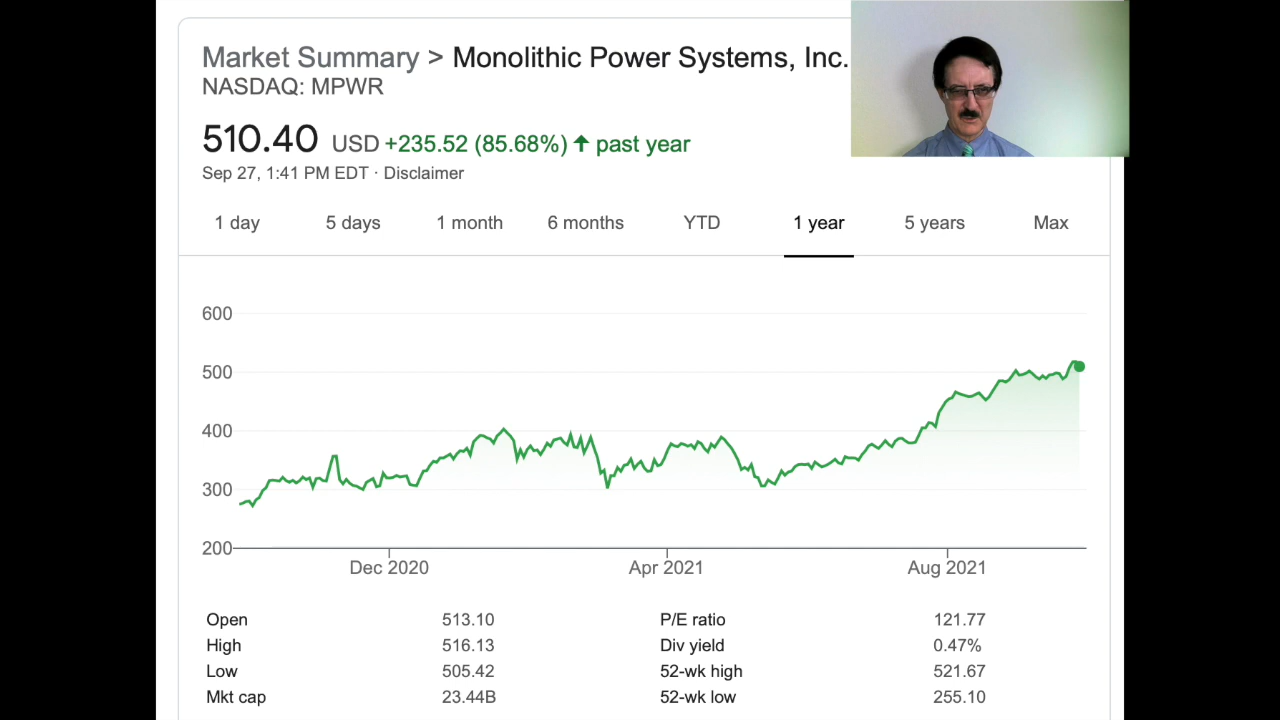 Market Summary > Monolithic Power Systems, Inc.
NASDAQ: MPWR
510.40 USD +235.52 (85.68%) ↑ past year
Sep 27, 1:41 PM EDT · Disclaimer
1 day 5 days 1 month 6 months YTD 1 year 5 years Max
600
500
400
300
200
Dec 2020 Apr 2021 Aug 2021
Open 513.10 P/E ratio 121.77
High 516.13 Div yield 0.47%
Low 505.42 52-wk high 521.67
Mkt cap 23.44B 52-wk low 255.10